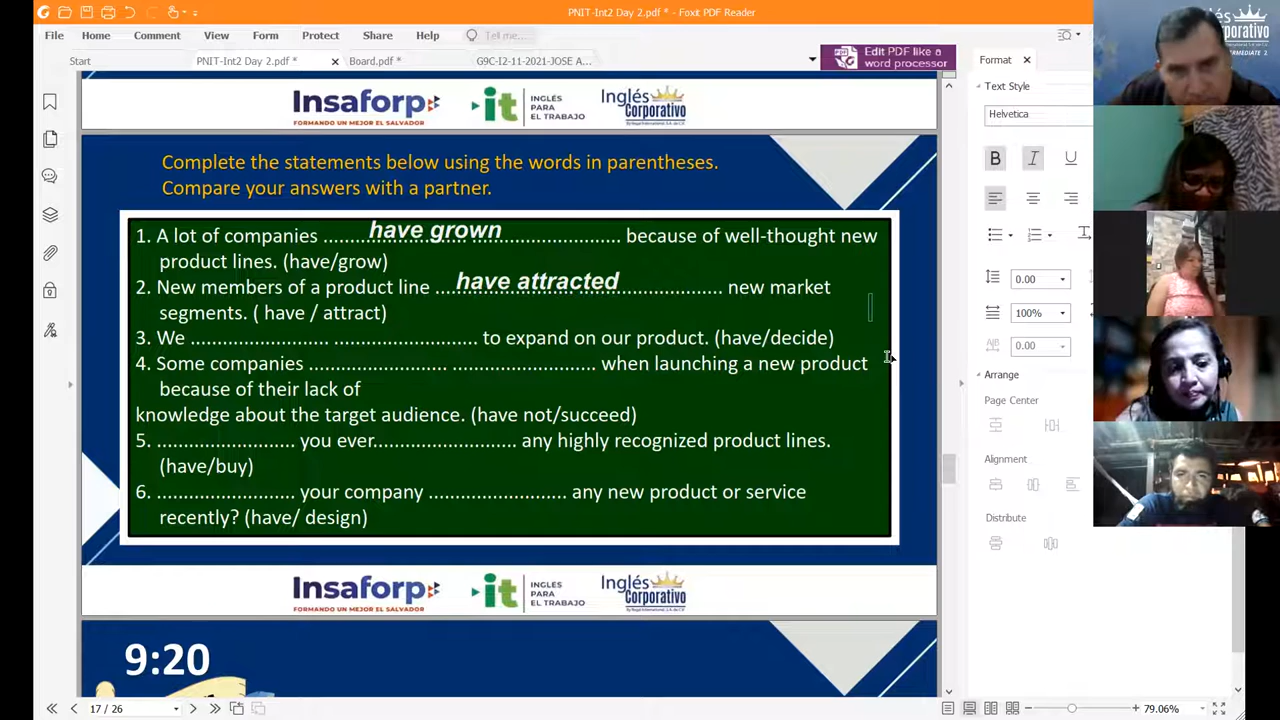 PNIT-Int2 Day 2.pdf * - Foxit PDF Reader
File Home Comment View Form Protect Share Help Tell me...
Start PNIT-Int2 Day 2.pdf * Board.pdf * G9C-I2-11-2021-JOSE A...
Edit PDF like a
word processor
Inglés
Corporativo
INTERMEDIATE 2
Format
Text Style
Helvetica
B I U
0.00
100%
0.00
Arrange
Page Center
Alignment
Distribute
Insaforp
FORMANDO UN MEJOR EL SALVADOR
it
INGLÉS
PARA
EL TRABAJO
Inglés
Corporativo
Complete the statements below using the words in parentheses.
Compare your answers with a partner.
1. A lot of companies ....have grown.... because of well-thought new
product lines. (have/grow)
2. New members of a product line ....have attracted.... new market
segments. ( have / attract)
3. We ........................... ............................ to expand on our product. (have/decide)
4. Some companies ........................... ............................ when launching a new product
because of their lack of
knowledge about the target audience. (have not/succeed)
5. ........................... you ever............................ any highly recognized product lines.
(have/buy)
6. ........................... your company ........................... any new product or service
recently? (have/ design)
Insaforp
FORMANDO UN MEJOR EL SALVADOR
it
INGLÉS
PARA
EL TRABAJO
Inglés
Corporativo
9:20
17 / 26
79.06%